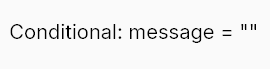 Conditional: message = ""